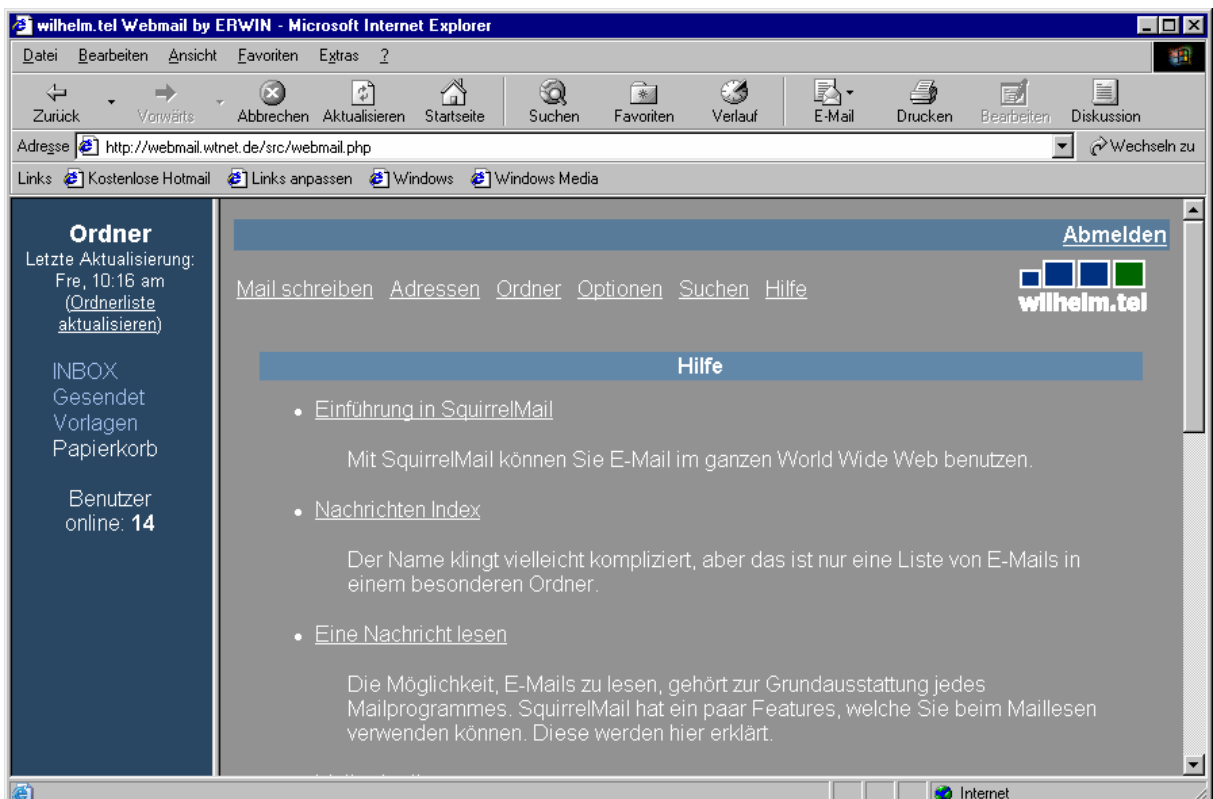 wilhelm.tel Webmail by ERWIN - Microsoft Internet Explorer
Datei Bearbeiten Ansicht Favoriten Extras ?
Zurück Vorwärts Abbrechen Aktualisieren Startseite Suchen Favoriten Verlauf E-Mail Drucken Bearbeiten Diskussion
Adresse http://webmail.wtnet.de/src/webmail.php Wechseln zu
Links Kostenlose Hotmail Links anpassen Windows Windows Media
Ordner
Letzte Aktualisierung:
Fre, 10:16 am
(Ordnerliste
aktualisieren)
INBOX
Gesendet
Vorlagen
Papierkorb
Benutzer
online: 14
Abmelden
Mail schreiben Adressen Ordner Optionen Suchen Hilfe
wilhelm.tel
Hilfe
• Einführung in SquirrelMail
Mit SquirrelMail können Sie E-Mail im ganzen World Wide Web benutzen.
• Nachrichten Index
Der Name klingt vielleicht kompliziert, aber das ist nur eine Liste von E-Mails in
einem besonderen Ordner.
• Eine Nachricht lesen
Die Möglichkeit, E-Mails zu lesen, gehört zur Grundausstattung jedes
Mailprogrammes. SquirrelMail hat ein paar Features, welche Sie beim Maillesen
verwenden können. Diese werden hier erklärt.
Internet